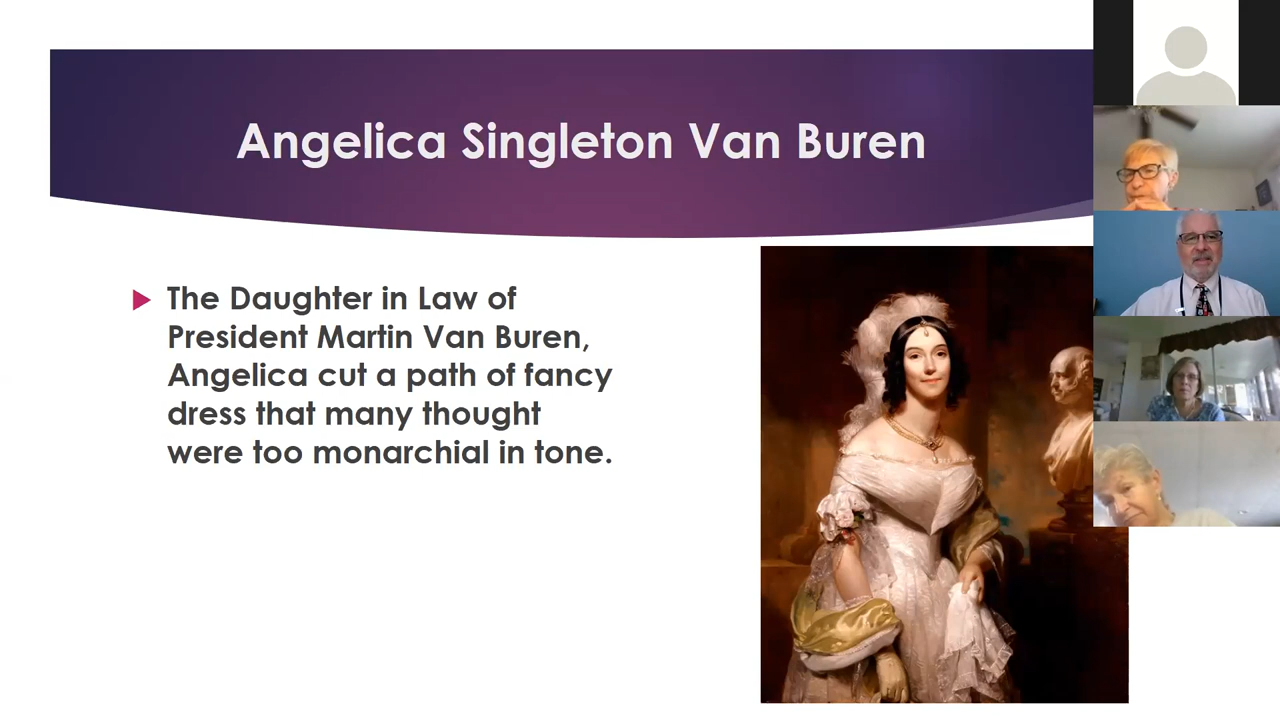 Angelica Singleton Van Buren
The Daughter in Law of
President Martin Van Buren,
Angelica cut a path of fancy
dress that many thought
were too monarchial in tone.